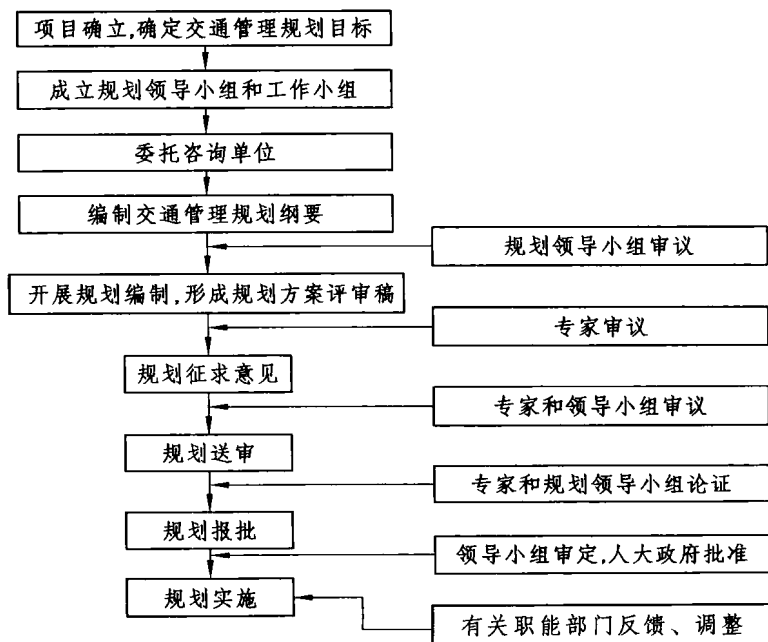 项目确立,确定交通管理规划目标
成立规划领导小组和工作小组
委托咨询单位
编制交通管理规划纲要
规划领导小组审议
开展规划编制,形成规划方案评审稿
专家审议
规划征求意见
专家和领导小组审议
规划送审
专家和规划领导小组论证
规划报批
领导小组审定,人大政府批准
规划实施
有关职能部门反馈、调整